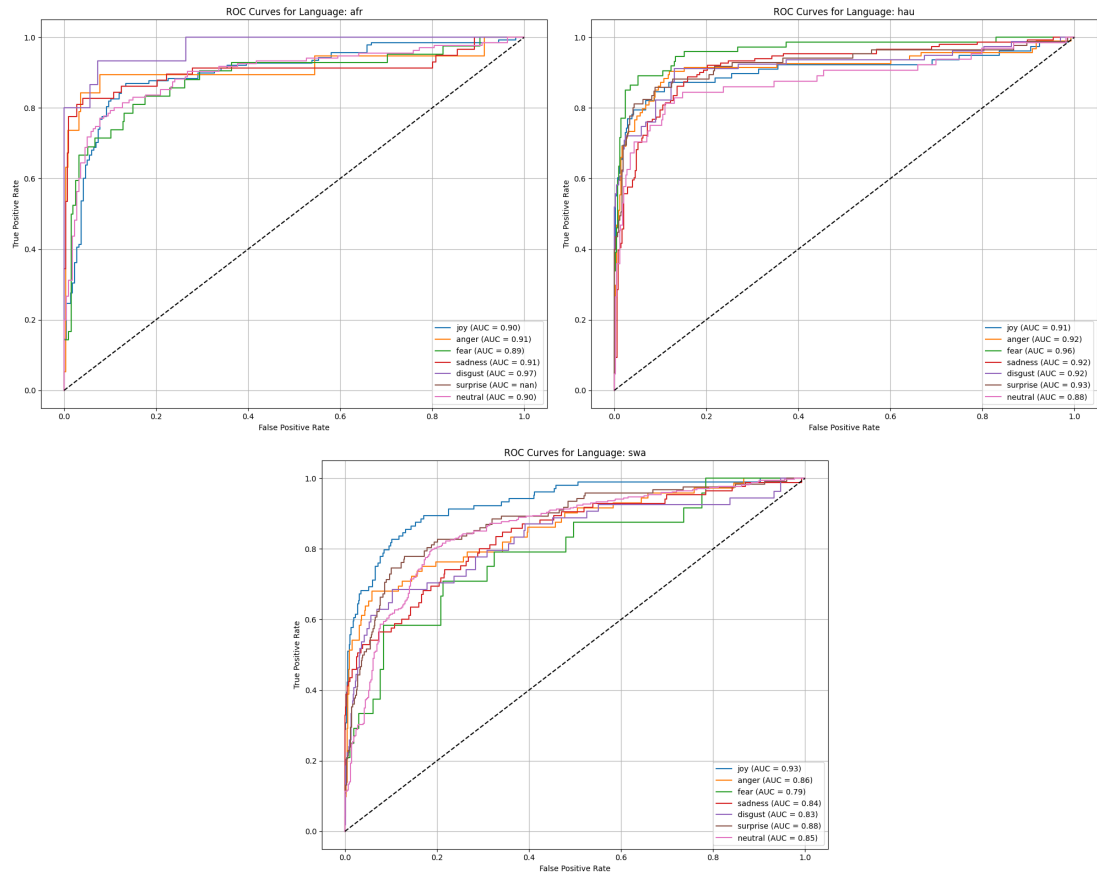 ROC Curves for Language: afr
True Positive Rate
1.0
0.8
0.6
0.4
0.2
0.0
joy (AUC = 0.90)
anger (AUC = 0.91)
fear (AUC = 0.89)
sadness (AUC = 0.91)
disgust (AUC = 0.97)
surprise (AUC = nan)
neutral (AUC = 0.90)
0.0 0.2 0.4 0.6 0.8 1.0
False Positive Rate
ROC Curves for Language: hau
True Positive Rate
1.0
0.8
0.6
0.4
0.2
0.0
joy (AUC = 0.91)
anger (AUC = 0.92)
fear (AUC = 0.96)
sadness (AUC = 0.92)
disgust (AUC = 0.92)
surprise (AUC = 0.93)
neutral (AUC = 0.88)
0.0 0.2 0.4 0.6 0.8 1.0
False Positive Rate
ROC Curves for Language: swa
True Positive Rate
1.0
0.8
0.6
0.4
0.2
0.0
joy (AUC = 0.93)
anger (AUC = 0.86)
fear (AUC = 0.79)
sadness (AUC = 0.84)
disgust (AUC = 0.83)
surprise (AUC = 0.88)
neutral (AUC = 0.85)
0.0 0.2 0.4 0.6 0.8 1.0
False Positive Rate